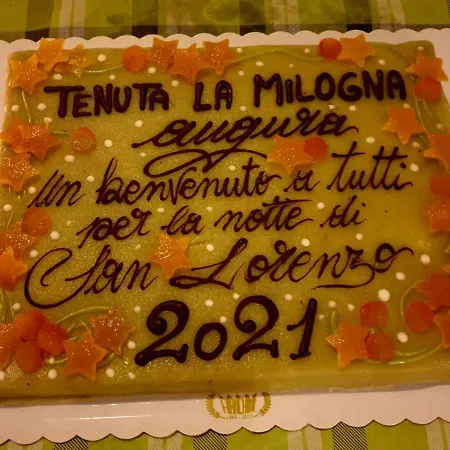 TENUTA LA MILOGNA
augura
un benvenuto a tutti
per la notte di
San Lorenzo
2021